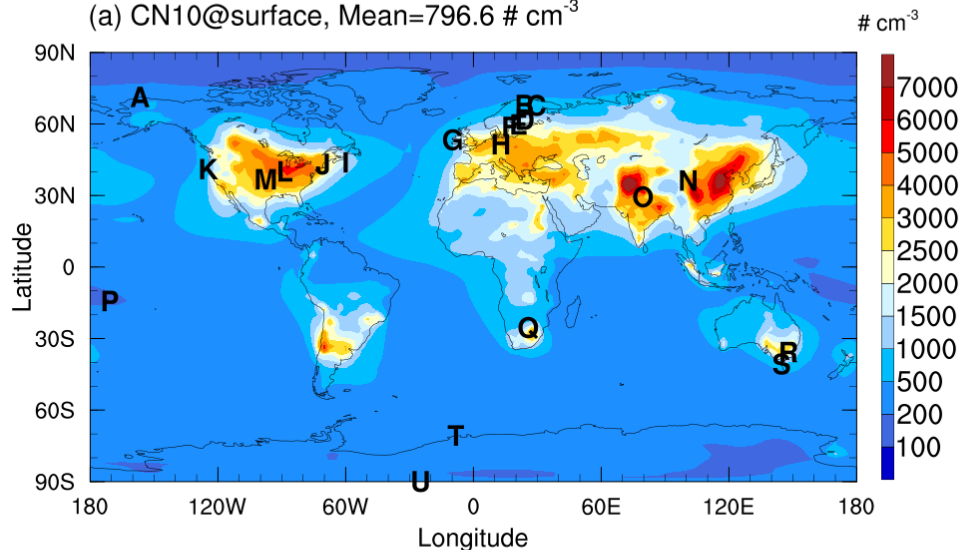 (a) CN10@surface, Mean=796.6 # cm-3
# cm-3
90N
60N
30N
0
30S
60S
90S
Latitude
A
B
C
D
E
F
G
H
I
J
K
L
M
N
O
P
Q
R
S
T
U
180
120W
60W
0
60E
120E
180
Longitude
7000
6000
5000
4000
3000
2500
2000
1500
1000
500
200
100